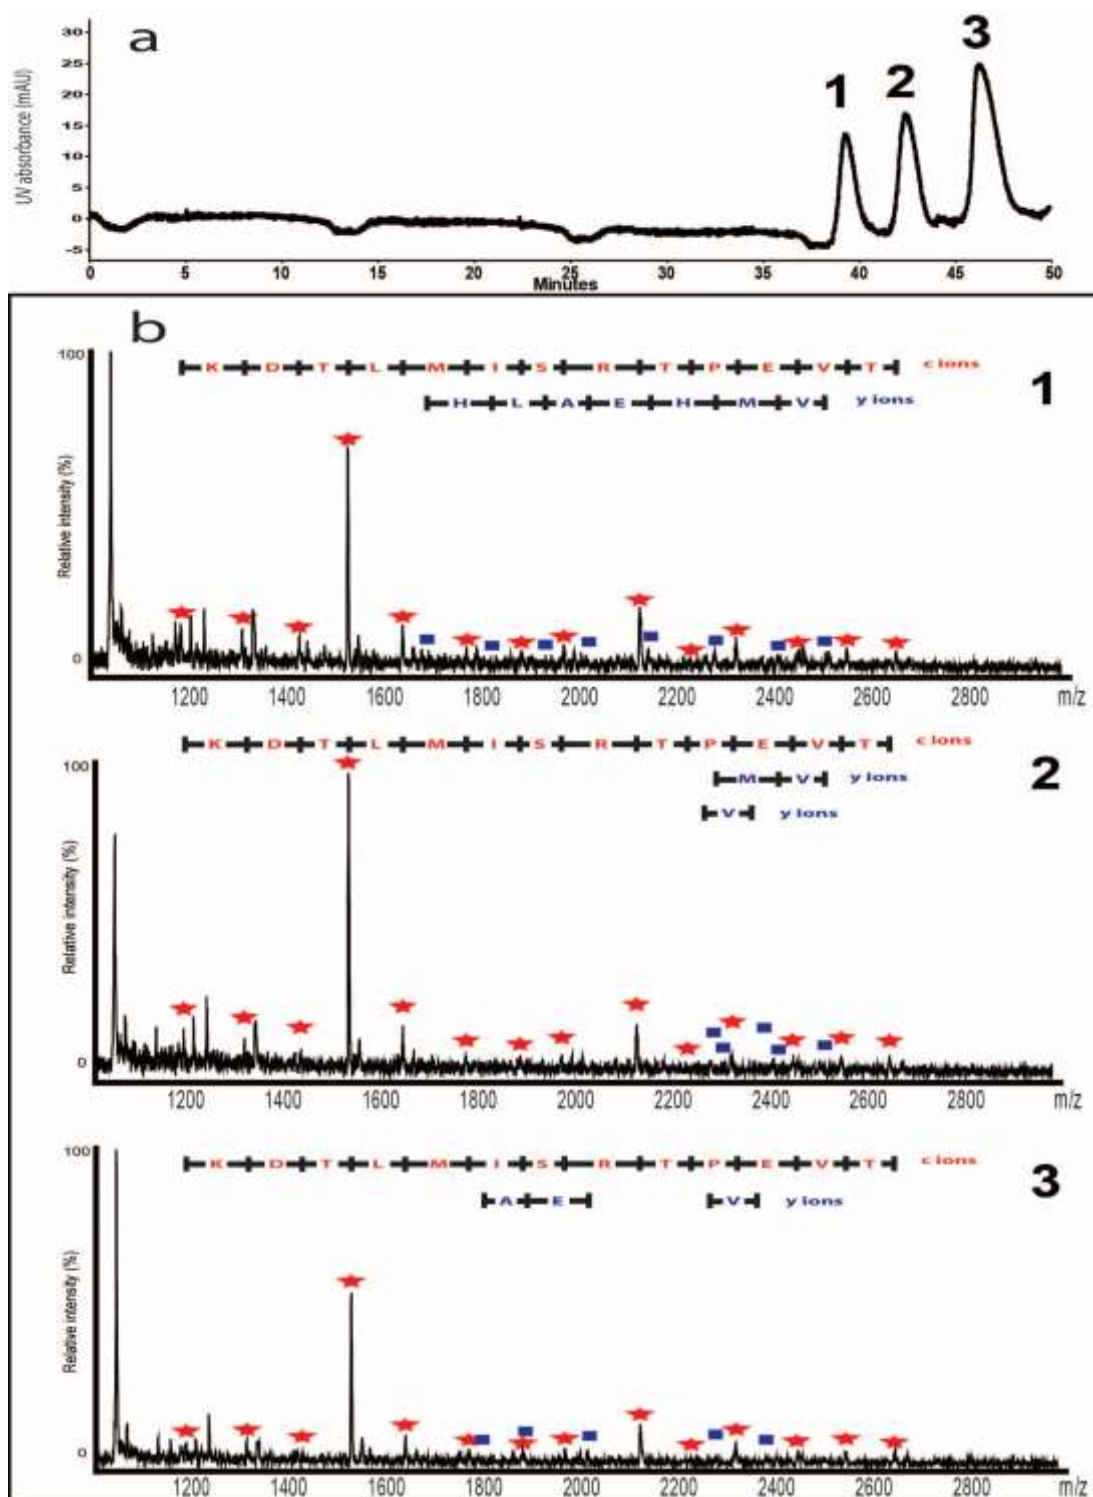 a
UV absorbance (mAU)
30
25
20
15
10
5
0
-5
1
2
3
0 5 10 15 20 25 30 35 40 45 50
Minutes
b
1
Relative intensity (%)
100
0
K D T L M I S R T P E V T c ions
H L A E H M V y ions
1200 1400 1600 1800 2000 2200 2400 2600 2800 m/z
2
Relative intensity (%)
100
0
K D T L M I S R T P E V T c ions
M V y ions
V y ions
1200 1400 1600 1800 2000 2200 2400 2600 2800 m/z
3
Relative intensity (%)
100
0
K D T L M I S R T P E V T c ions
A E V y ions
1200 1400 1600 1800 2000 2200 2400 2600 2800 m/z